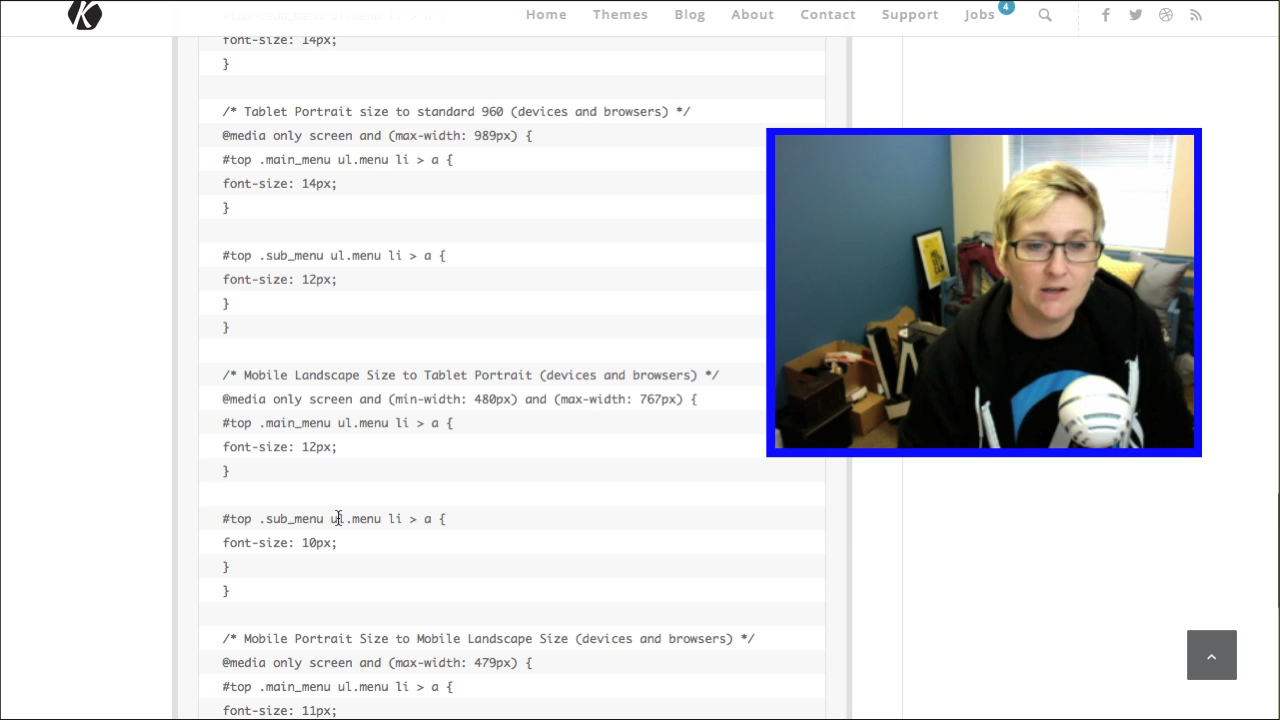 Home Themes Blog About Contact Support Jobs 4
font-size: 14px;
}
/* Tablet Portrait size to standard 960 (devices and browsers) */
@media only screen and (max-width: 989px) {
#top .main_menu ul.menu li > a {
font-size: 14px;
}
#top .sub_menu ul.menu li > a {
font-size: 12px;
}
}
/* Mobile Landscape Size to Tablet Portrait (devices and browsers) */
@media only screen and (min-width: 480px) and (max-width: 767px) {
#top .main_menu ul.menu li > a {
font-size: 12px;
}
#top .sub_menu ul.menu li > a {
font-size: 10px;
}
}
/* Mobile Portrait Size to Mobile Landscape Size (devices and browsers) */
@media only screen and (max-width: 479px) {
#top .main_menu ul.menu li > a {
font-size: 11px;